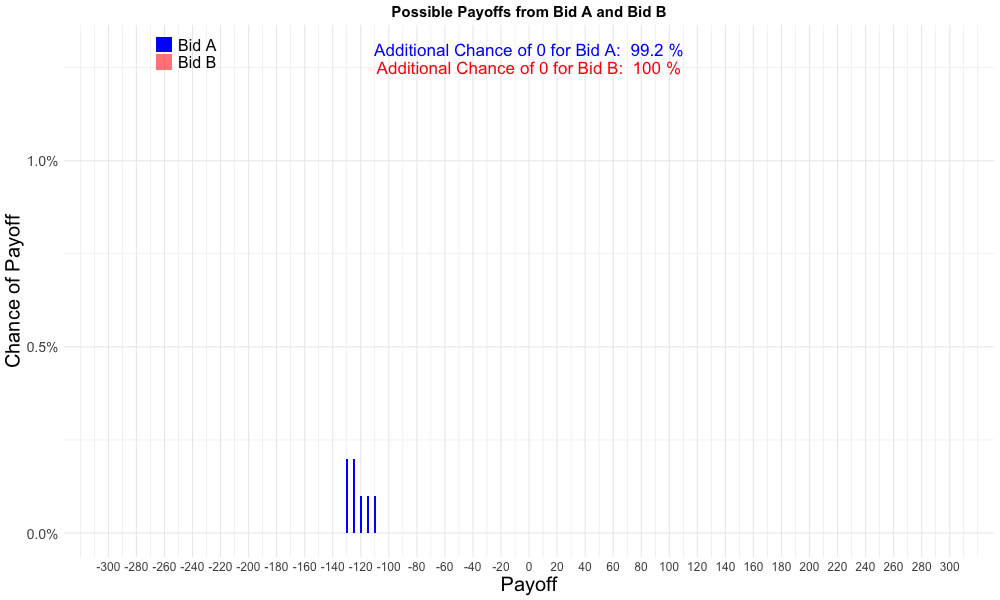 Possible Payoffs from Bid A and Bid B
Bid A
Bid B
Additional Chance of 0 for Bid A:  99.2 %
Additional Chance of 0 for Bid B:  100 %
Chance of Payoff
1.0%
0.5%
0.0%
-300 -280 -260 -240 -220 -200 -180 -160 -140 -120 -100 -80 -60 -40 -20 0 20 40 60 80 100 120 140 160 180 200 220 240 260 280 300
Payoff